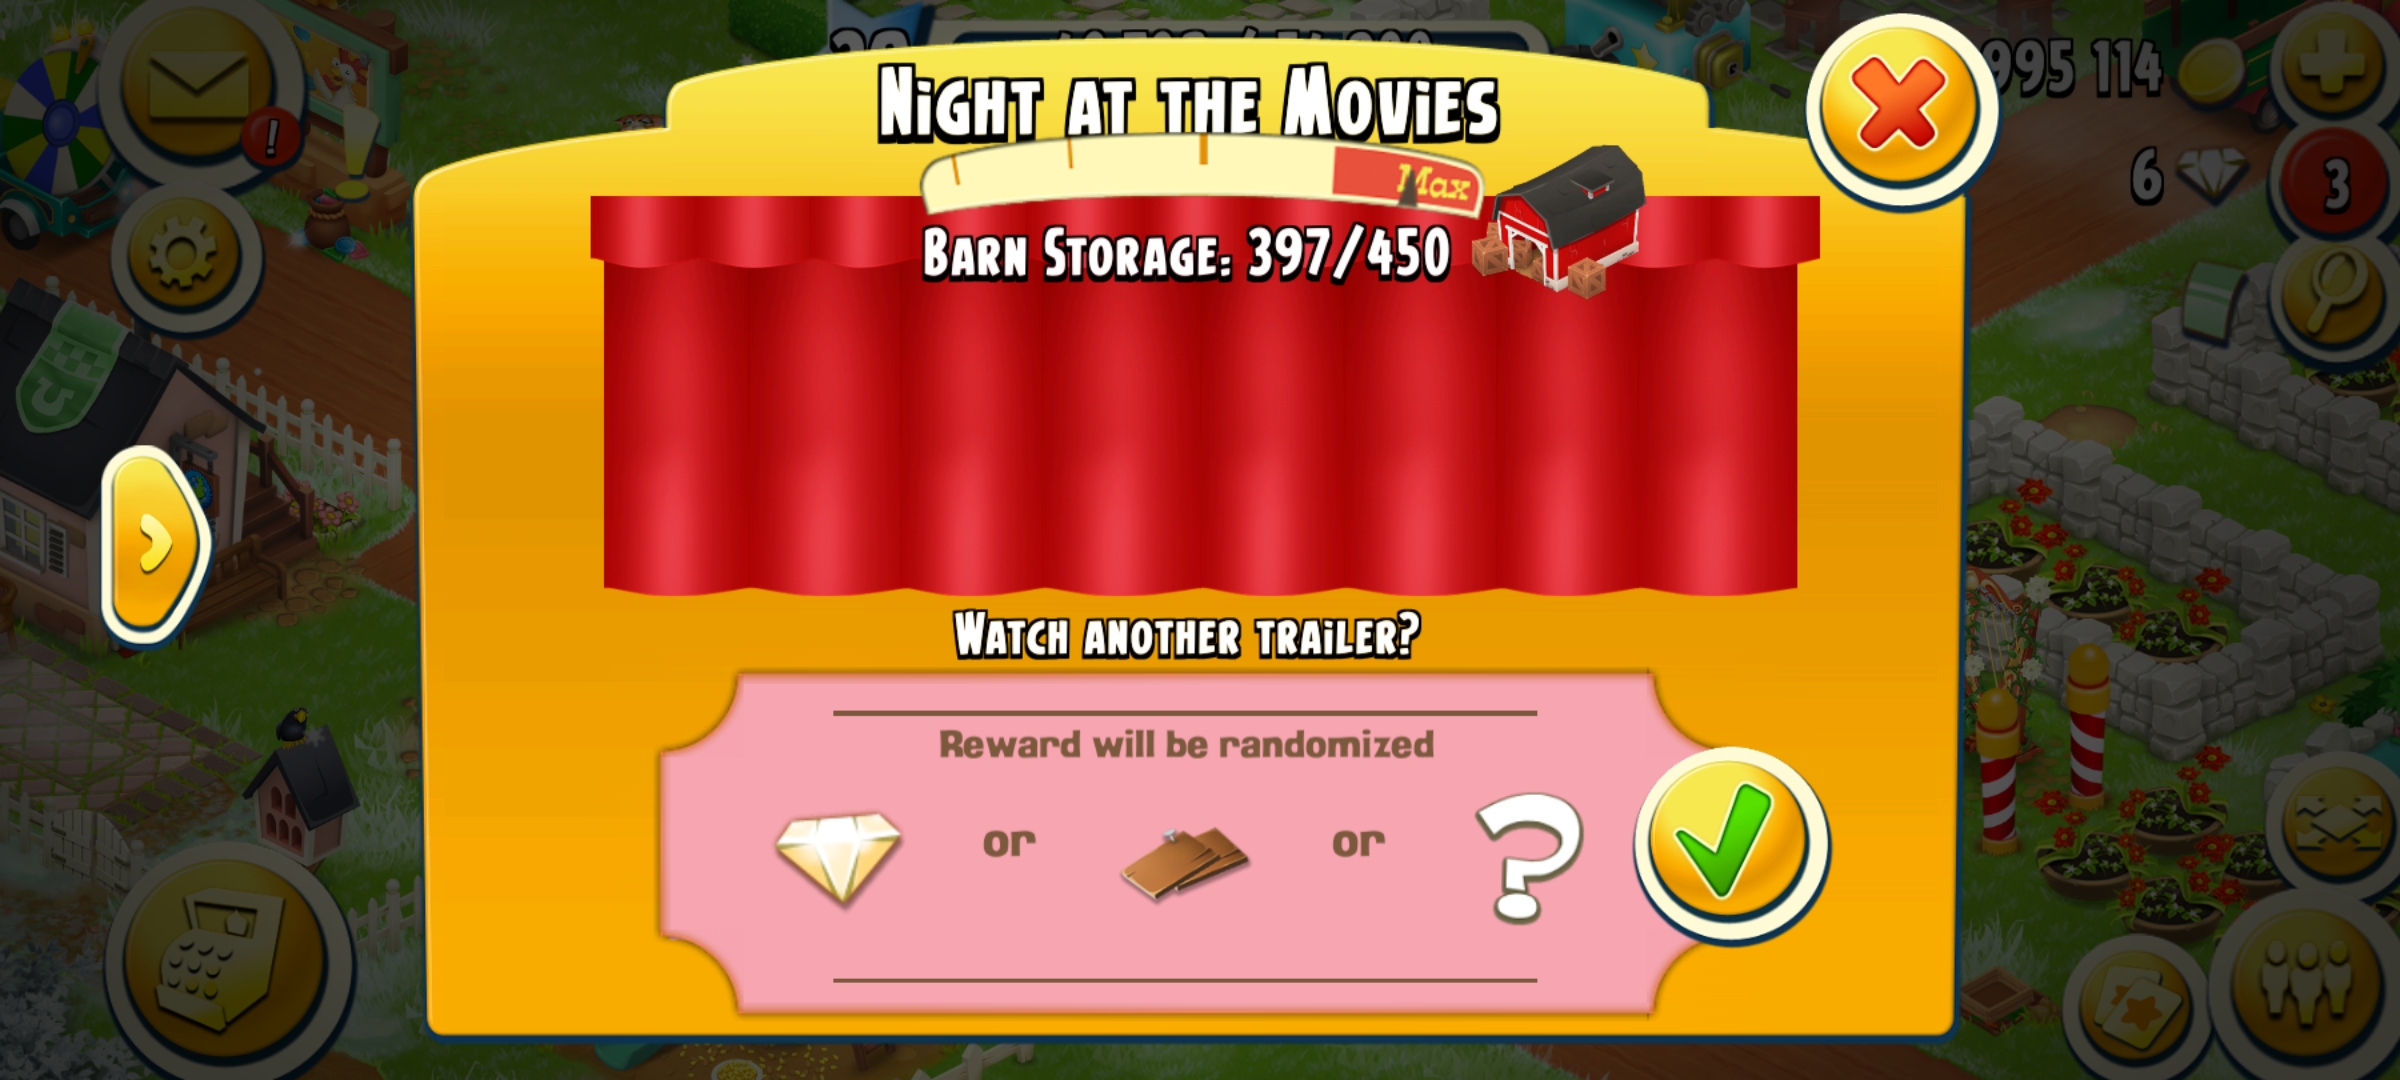 Night at the Movies
995 114
Max
6
3
Barn Storage: 397/450
Watch another trailer?
Reward will be randomized
or
or
?
!